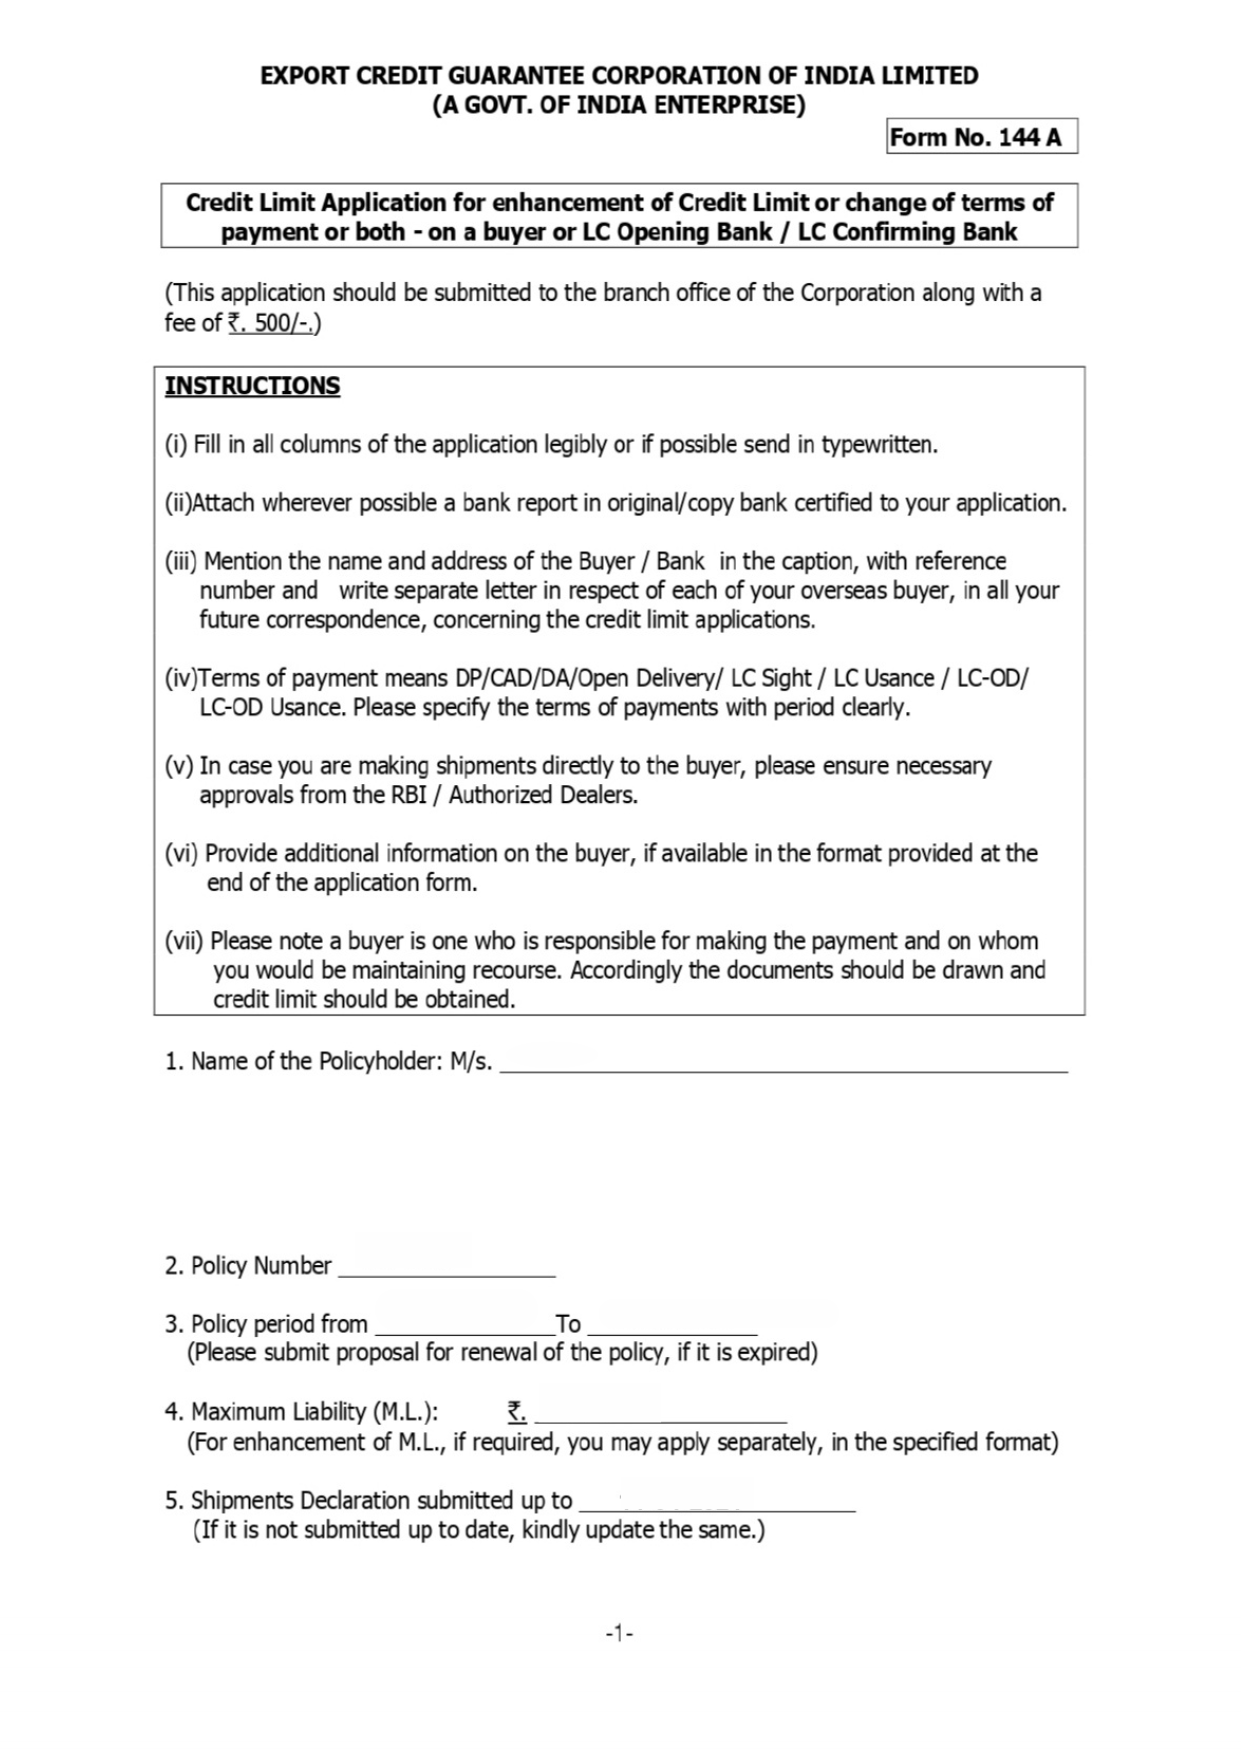 EXPORT CREDIT GUARANTEE CORPORATION OF INDIA LIMITED
(A GOVT. OF INDIA ENTERPRISE)
Form No. 144 A
Credit Limit Application for enhancement of Credit Limit or change of terms of
payment or both - on a buyer or LC Opening Bank / LC Confirming Bank
(This application should be submitted to the branch office of the Corporation along with a
fee of ₹. 500/-.)
INSTRUCTIONS
(i) Fill in all columns of the application legibly or if possible send in typewritten.
(ii)Attach wherever possible a bank report in original/copy bank certified to your application.
(iii) Mention the name and address of the Buyer / Bank in the caption, with reference
number and write separate letter in respect of each of your overseas buyer, in all your
future correspondence, concerning the credit limit applications.
(iv)Terms of payment means DP/CAD/DA/Open Delivery/ LC Sight / LC Usance / LC-OD/
LC-OD Usance. Please specify the terms of payments with period clearly.
(v) In case you are making shipments directly to the buyer, please ensure necessary
approvals from the RBI / Authorized Dealers.
(vi) Provide additional information on the buyer, if available in the format provided at the
end of the application form.
(vii) Please note a buyer is one who is responsible for making the payment and on whom
you would be maintaining recourse. Accordingly the documents should be drawn and
credit limit should be obtained.
1. Name of the Policyholder: M/s. ____________________
2. Policy Number ____________________
3. Policy period from ________________To ________________
(Please submit proposal for renewal of the policy, if it is expired)
4. Maximum Liability (M.L.): ₹. ____________________
(For enhancement of M.L., if required, you may apply separately, in the specified format)
5. Shipments Declaration submitted up to ____________________
(If it is not submitted up to date, kindly update the same.)
-1-